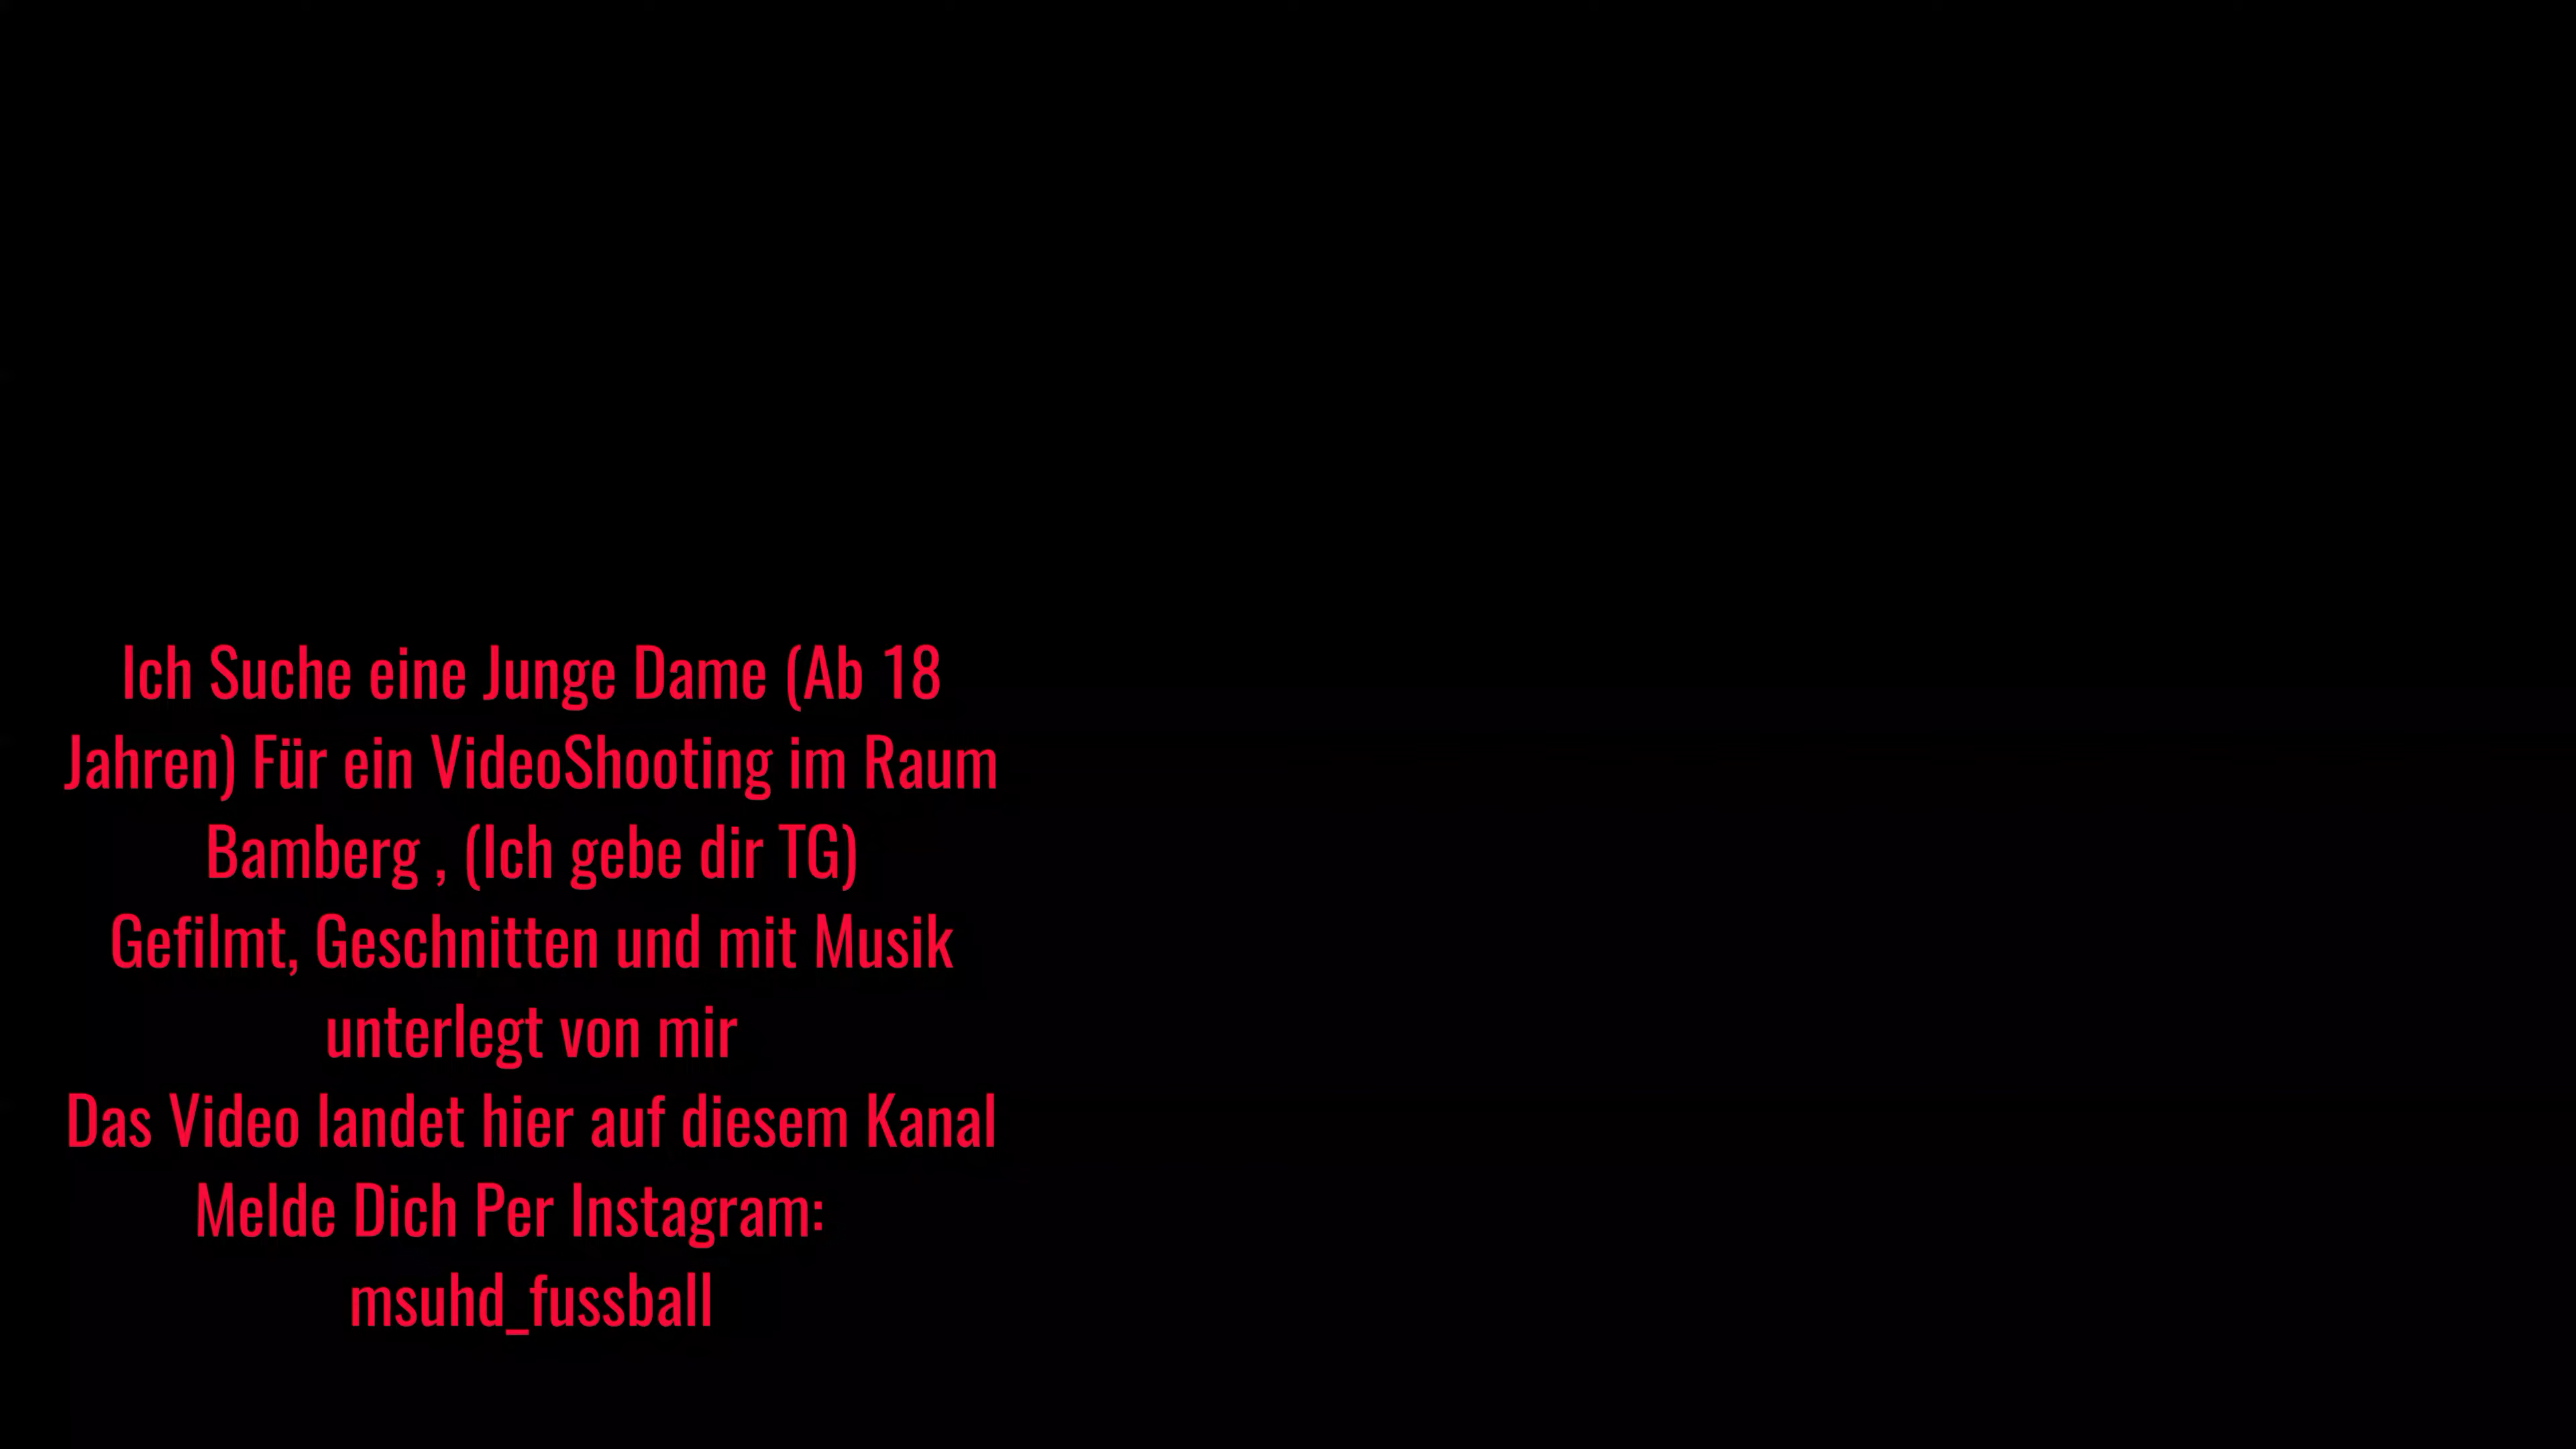 Ich Suche eine Junge Dame (Ab 18
Jahren) Für ein VideoShooting im Raum
Bamberg , (Ich gebe dir TG)
Gefilmt, Geschnitten und mit Musik
unterlegt von mir
Das Video landet hier auf diesem Kanal
Melde Dich Per Instagram:
msuhd_fussball